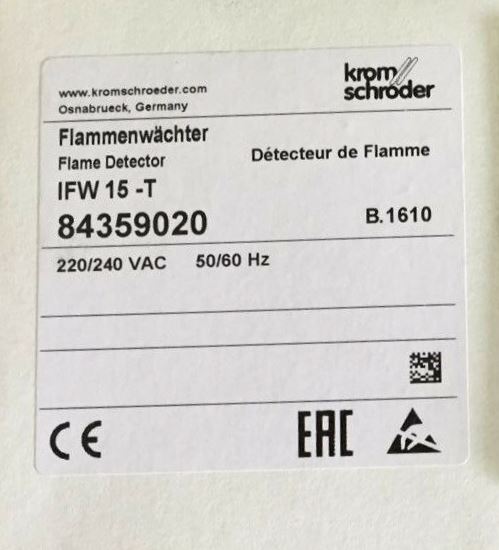 www.kromschroeder.com
Osnabrueck, Germany
krom
schroder
Flammenwächter
Flame Detector
Détecteur de Flamme
IFW 15 -T
84359020
B.1610
220/240 VAC 50/60 Hz
CE
EAC